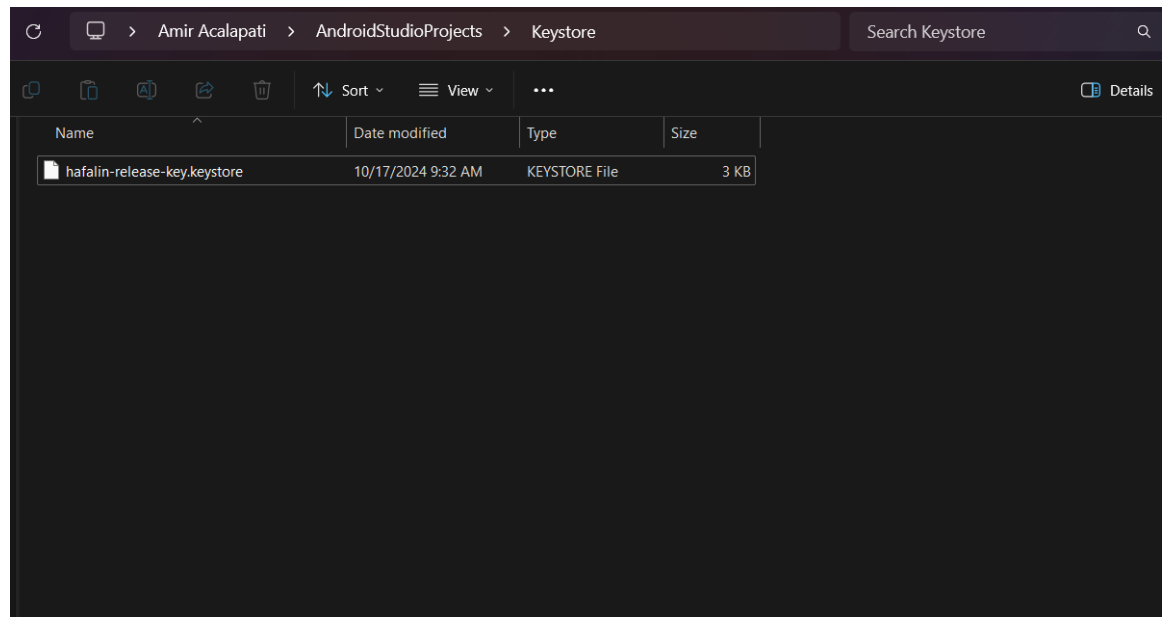 Amir Acalapati > AndroidStudioProjects > Keystore Search Keystore
Sort View ... Details
Name Date modified Type Size
hafalin-release-key.keystore 10/17/2024 9:32 AM KEYSTORE File 3 KB